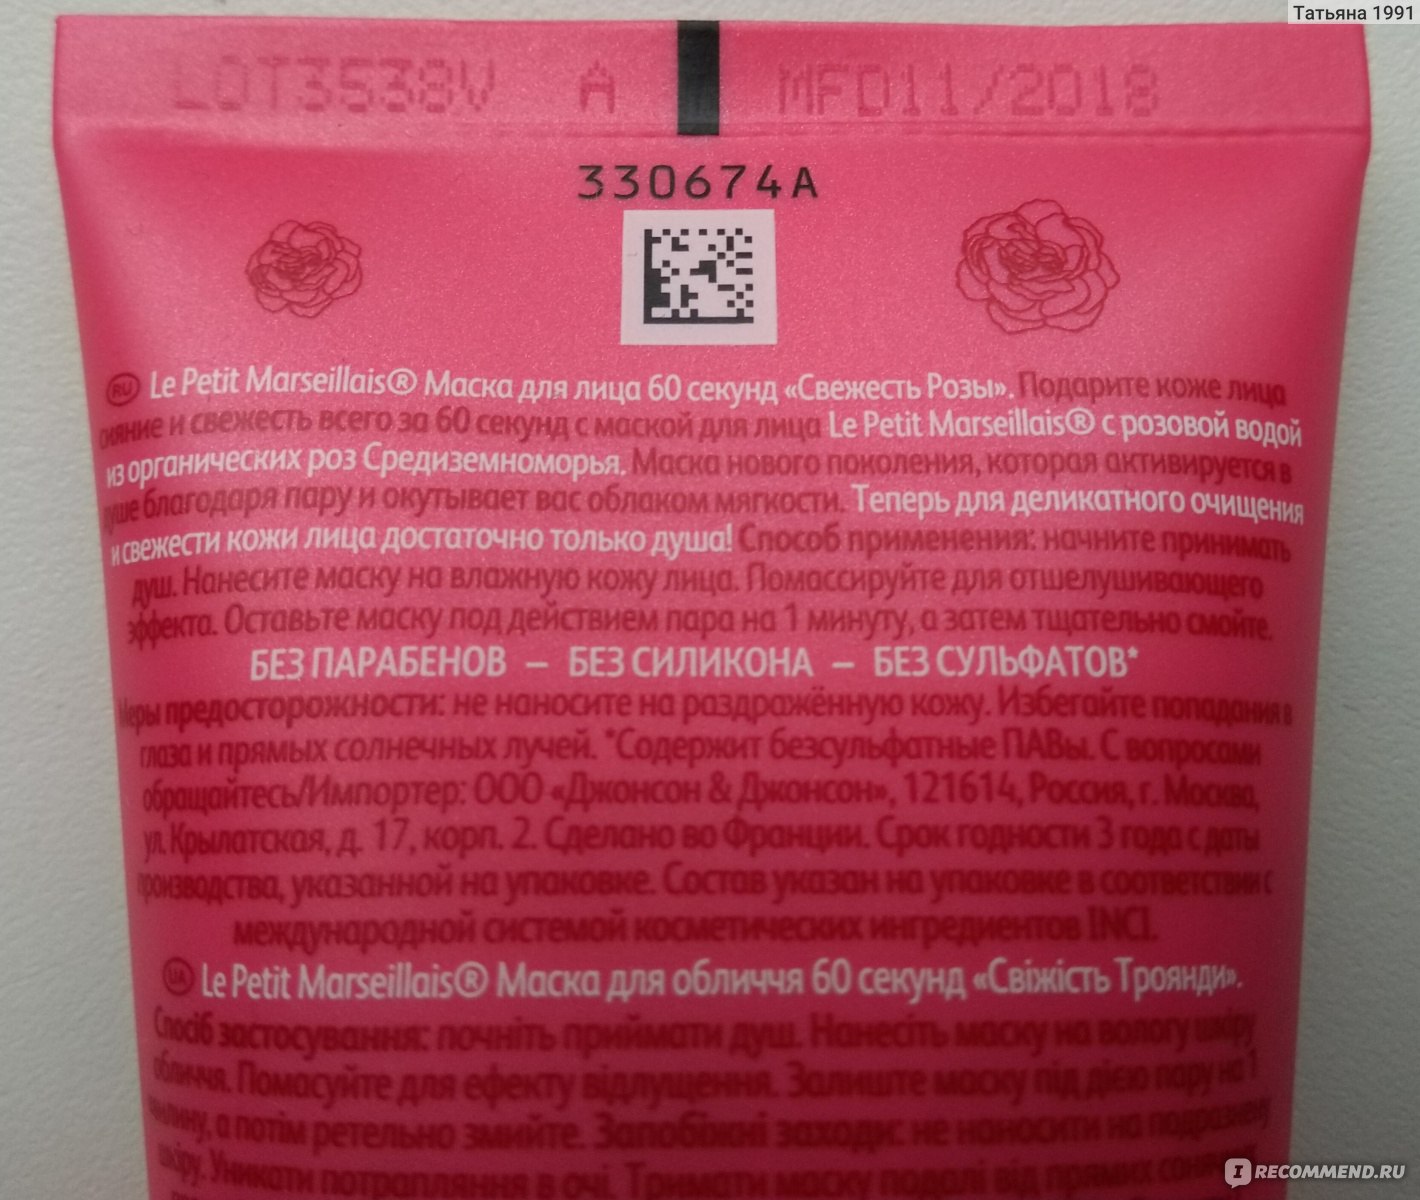 Татьяна 1991
LOT3538V A MFD11/2018
330674A
RU Le Petit Marseillais® Маска для лица 60 секунд «Свежесть Розы». Подарите коже лица
сияние и свежесть всего за 60 секунд с маской для лица Le Petit Marseillais® с розовой водой
из органических роз Средиземноморья. Маска нового поколения, которая активируется в
душе благодаря пару и окутывает вас облаком мягкости. Теперь для деликатного очищения
и свежести кожи лица достаточно только душа! Способ применения: начните принимать
душ. Нанесите маску на влажную кожу лица. Помассируйте для отшелушивающего
эффекта. Оставьте маску под действием пара на 1 минуту, а затем тщательно смойте.
БЕЗ ПАРАБЕНОВ – БЕЗ СИЛИКОНА – БЕЗ СУЛЬФАТОВ*
Меры предосторожности: не наносите на раздражённую кожу. Избегайте попадания в
глаза и прямых солнечных лучей. *Содержит безсульфатные ПАВы. С вопросами
обращайтесь/Импортер: ООО «Джонсон & Джонсон», 121614, Россия, г. Москва,
ул. Крылатская, д. 17, корп. 2. Сделано во Франции. Срок годности 3 года с даты
производства, указанной на упаковке. Состав указан на упаковке в соответствии с
международной системой косметических ингредиентов INCI.
UA Le Petit Marseillais® Маска для обличчя 60 секунд «Свіжість Троянди».
Спосіб застосування: почніть приймати душ. Нанесіть маску на вологу шкіру
обличчя. Помасуйте для ефекту відлущення. Залиште маску під дією пару на 1
хвилину, а потім ретельно змийте. Запобіжні заходи: не наносити на подразнену
шкіру. Уникати потрапляння
RECOMMEND.RU